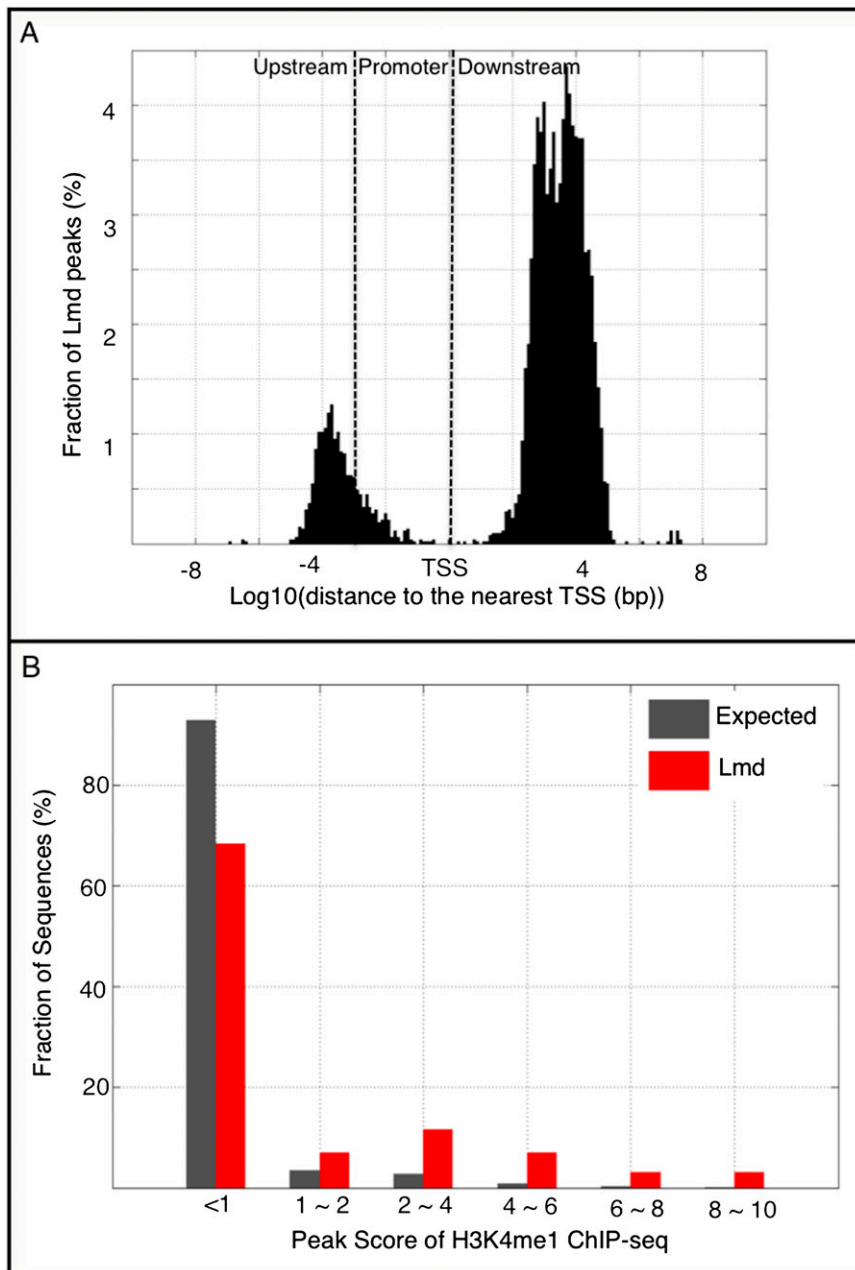 A
Upstream Promoter Downstream
4
3
2
1
Fraction of Lmd peaks (%)
-8 -4 TSS 4 8
Log10(distance to the nearest TSS (bp))
B
Expected
Lmd
80
60
40
20
Fraction of Sequences (%)
<1 1 ~ 2 2 ~ 4 4 ~ 6 6 ~ 8 8 ~ 10
Peak Score of H3K4me1 ChIP-seq